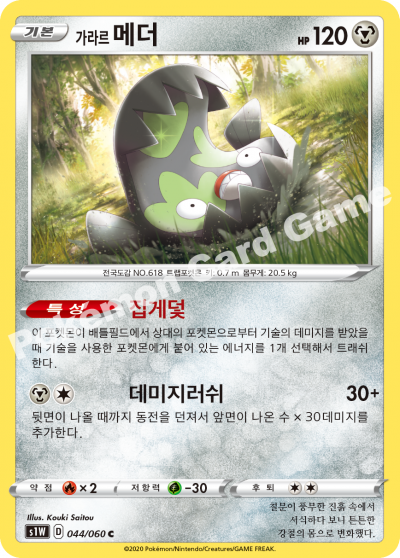 기본 가라르 메더 HP 120
전국도감 NO.618 트랩포켓몬 키: 0.7 m 몸무게: 20.5 kg
특성 집게덫
이 포켓몬이 배틀필드에서 상대의 포켓몬으로부터 기술의 데미지를 받았을
때 기술을 사용한 포켓몬에게 붙어 있는 에너지를 1개 선택해서 트래쉬
한다.
데미지러쉬 30+
뒷면이 나올 때까지 동전을 던져서 앞면이 나온 수 × 30데미지를
추가한다.
약점 ×2 저항력 -30 후퇴
Illus. Kouki Saitou
s1W D 044/060 C
철분이 풍부한 진흙 속에서
서식하다 보니 튼튼한
강철의 몸으로 변화했다.
©2020 Pokémon/Nintendo/Creatures/GAME FREAK.
Pokémon Card Game